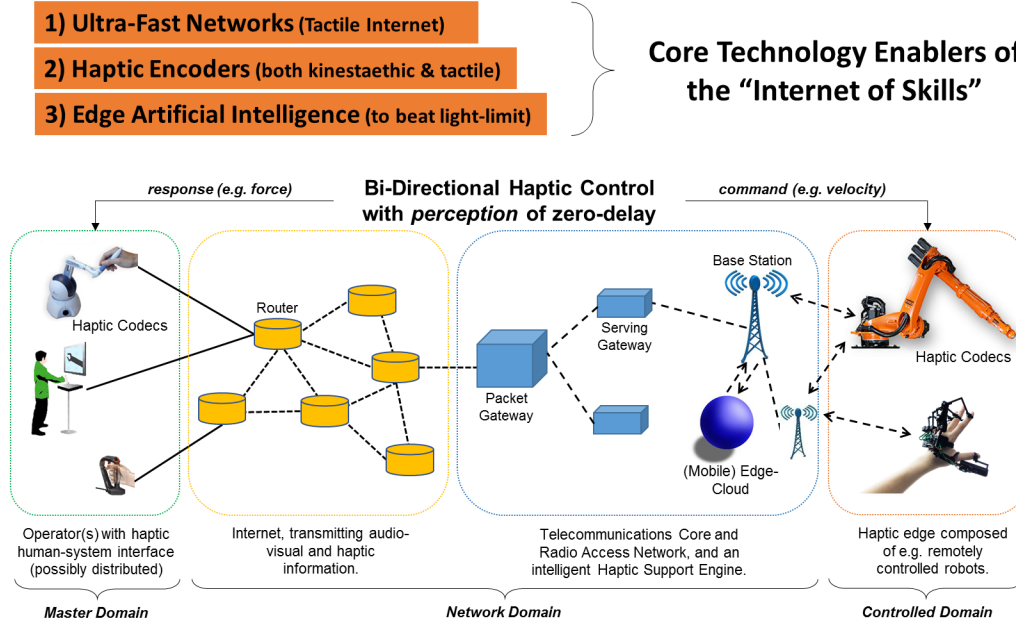 1) Ultra-Fast Networks (Tactile Internet)
2) Haptic Encoders (both kinestaethic & tactile)
3) Edge Artificial Intelligence (to beat light-limit)
Core Technology Enablers of
the “Internet of Skills”
response (e.g. force)
Bi-Directional Haptic Control
with perception of zero-delay
command (e.g. velocity)
Haptic Codecs
Router
Packet
Gateway
Serving
Gateway
Base Station
(Mobile) Edge-
Cloud
Haptic Codecs
Operator(s) with haptic
human-system interface
(possibly distributed)
Internet, transmitting audio-
visual and haptic
information.
Telecommunications Core and
Radio Access Network, and an
intelligent Haptic Support Engine.
Haptic edge composed
of e.g. remotely
controlled robots.
Master Domain
Network Domain
Controlled Domain